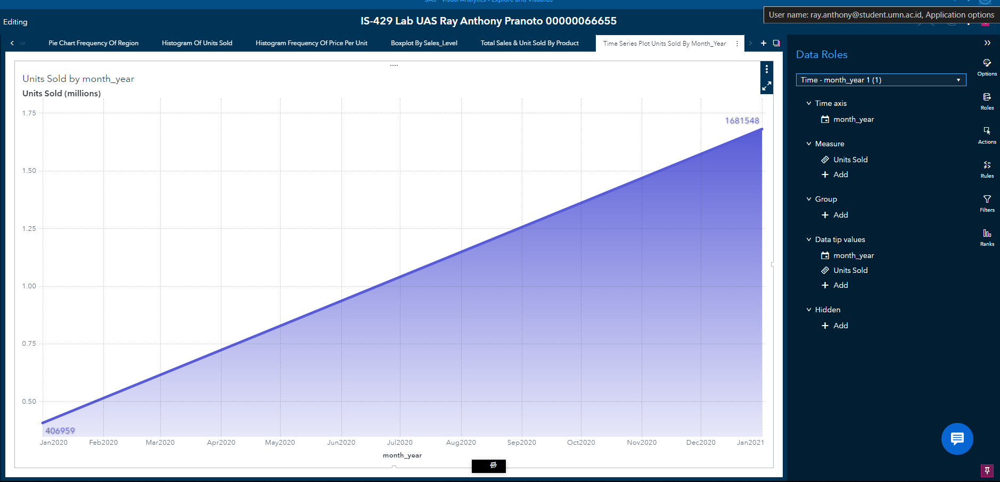 SAS® Visual Analytics - Explore and Visualize
User name: ray.anthony@student.umn.ac.id, Application options
Editing
IS-429 Lab UAS Ray Anthony Pranoto 00000066655
Pie Chart Frequency Of Region
Histogram Of Units Sold
Histogram Frequency Of Price Per Unit
Boxplot By Sales_Level
Total Sales & Unit Sold By Product
Time Series Plot Units Sold By Month_Year
Units Sold by month_year
Units Sold (millions)
1.75
1.50
1.25
1.00
0.75
0.50
1681548
406959
Jan2020 Feb2020 Mar2020 Apr2020 May2020 Jun2020 Jul2020 Aug2020 Sep2020 Oct2020 Nov2020 Dec2020 Jan2021
month_year
Data Roles
Time - month_year 1 (1)
Time axis
month_year
Measure
Units Sold
Add
Group
Add
Data tip values
month_year
Units Sold
Add
Hidden
Add
Options
Roles
Actions
Rules
Filters
Ranks